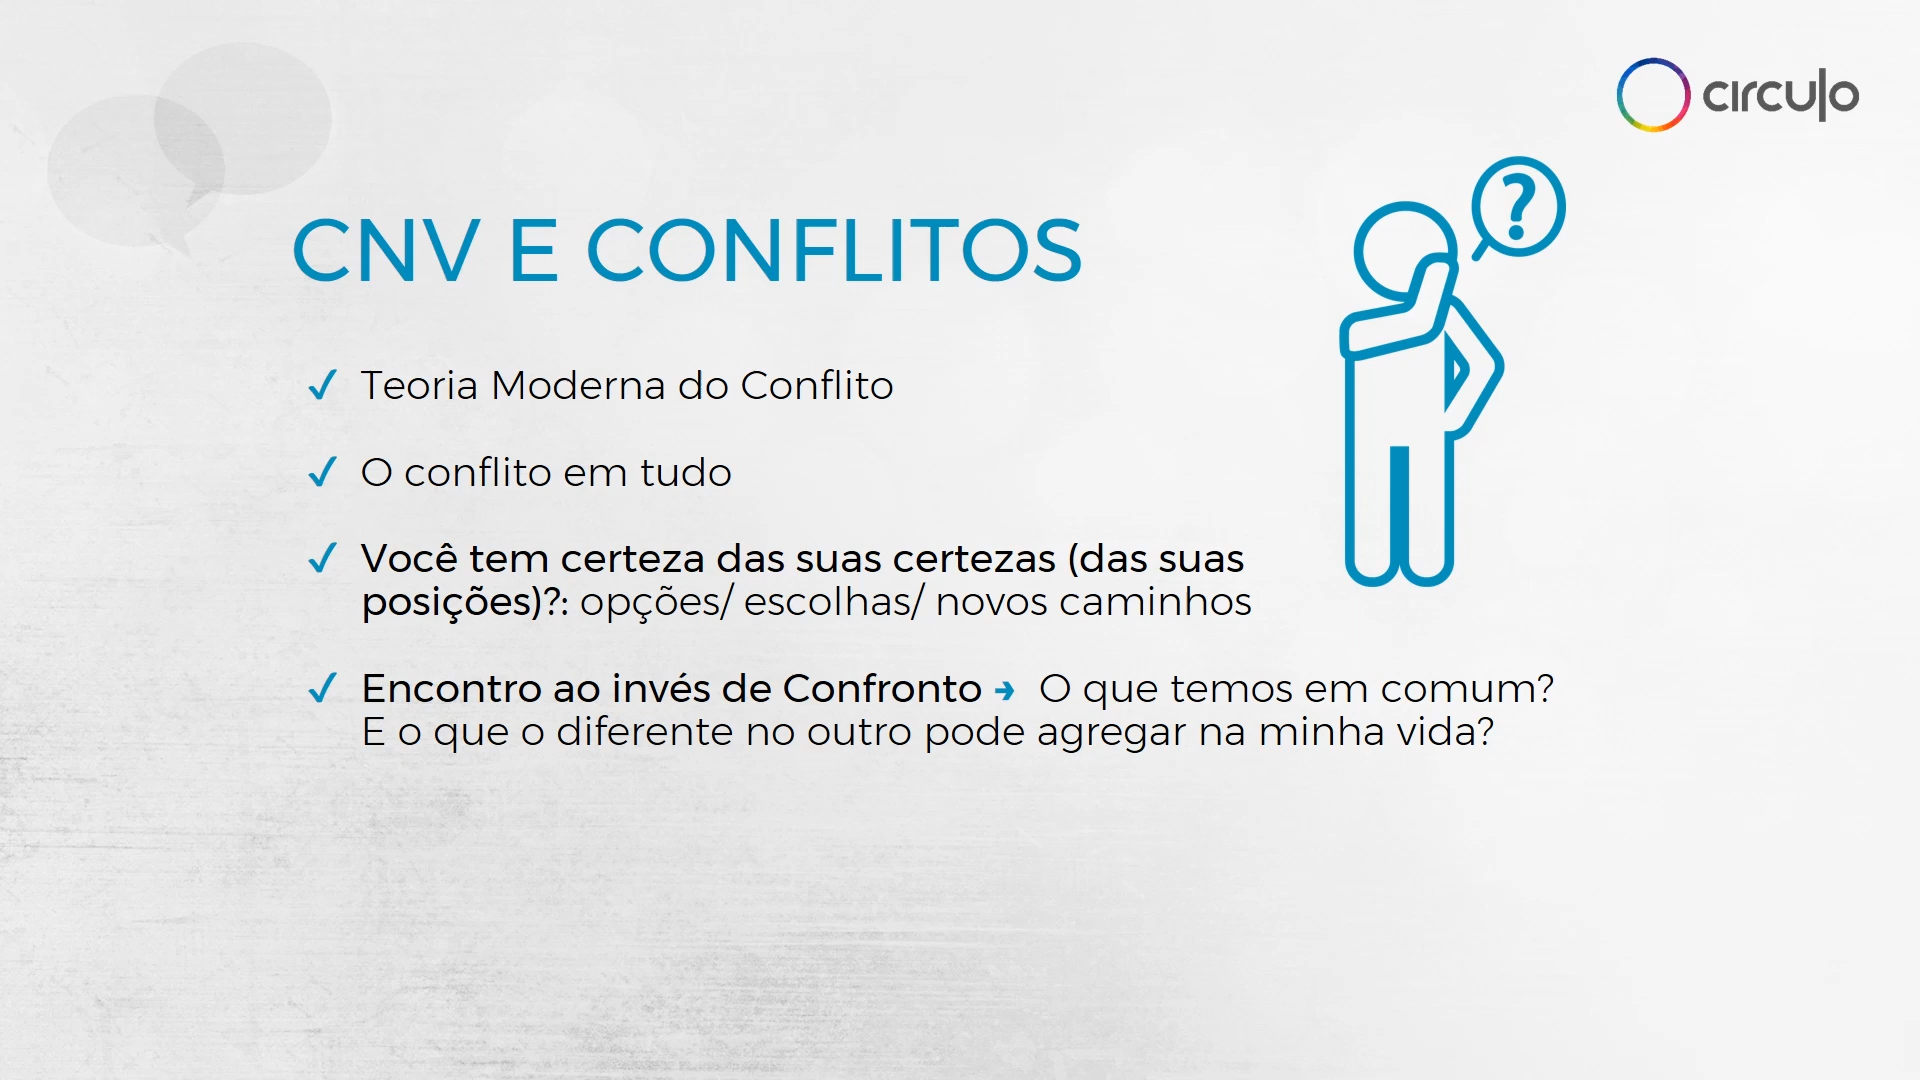 circulo
?
CNV E CONFLITOS
✓ Teoria Moderna do Conflito
✓ O conflito em tudo
✓ Você tem certeza das suas certezas (das suas
posições)?: opções/ escolhas/ novos caminhos
✓ Encontro ao invés de Confronto → O que temos em comum?
E o que o diferente no outro pode agregar na minha vida?